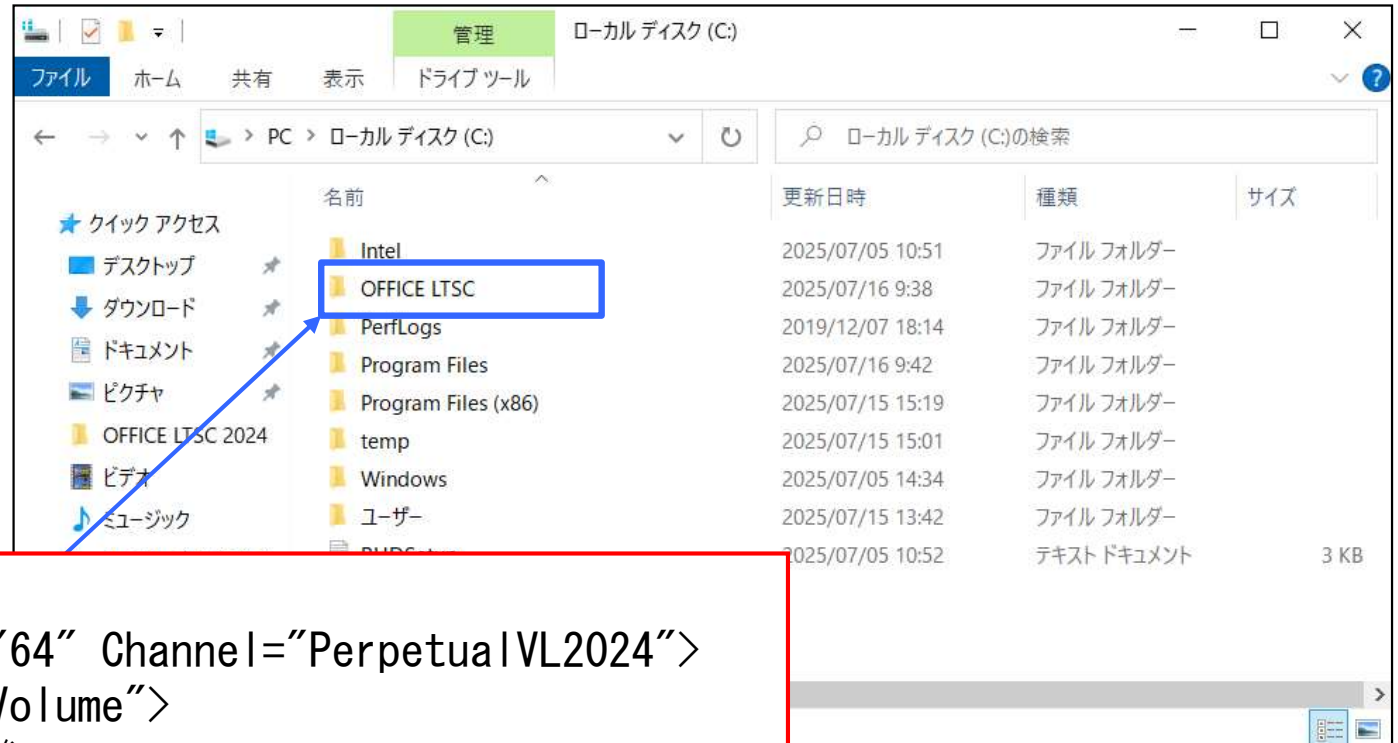 管理 ローカル ディスク (C:)
ファイル ホーム 共有 表示 ドライブ ツール
PC ローカル ディスク (C:) ローカル ディスク (C:)の検索
名前 更新日時 種類 サイズ
クイック アクセス
Intel 2025/07/05 10:51 ファイル フォルダー
デスクトップ
OFFICE LTSC 2025/07/16 9:38 ファイル フォルダー
ダウンロード
PerfLogs 2019/12/07 18:14 ファイル フォルダー
ドキュメント
Program Files 2025/07/16 9:42 ファイル フォルダー
ピクチャ
Program Files (x86) 2025/07/15 15:19 ファイル フォルダー
OFFICE LTSC 2024
temp 2025/07/15 15:01 ファイル フォルダー
ビデオ
Windows 2025/07/05 14:34 ファイル フォルダー
ミュージック
ユーザー 2025/07/15 13:42 ファイル フォルダー
2025/07/05 10:52 テキスト ドキュメント 3 KB
"64" Channel="PerpetualVL2024">
Volume">